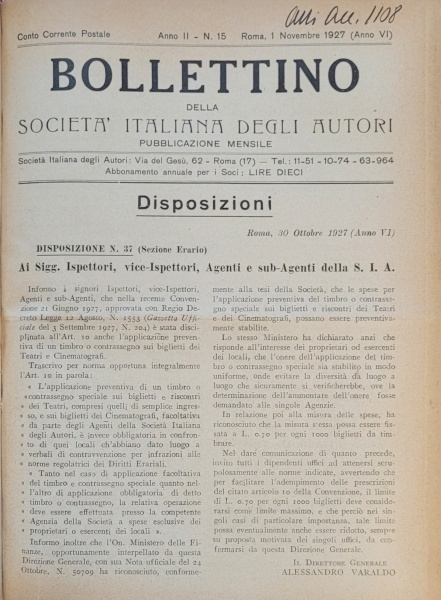 Atti Acc. 1108
Conto Corrente Postale
Anno II - N. 15
Roma, 1 Novembre 1927 (Anno VI)
BOLLETTINO
DELLA
SOCIETA' ITALIANA DEGLI AUTORI
PUBBLICAZIONE MENSILE
Società Italiana degli Autori: Via del Gesù, 62 - Roma (17) — Tel.: 11-51 - 10-74 - 63-964
Abbonamento annuale per i Soci; LIRE DIECI
Disposizioni
Roma, 30 Ottobre 1927 (Anno VI)
DISPOSIZIONE N. 37 (Sezione Erario)
Ai Sigg. Ispettori, vice-Ispettori, Agenti e sub-Agenti della S. I. A.
Informo i signori Ispettori, vice-Ispettori,
Agenti e sub-Agenti, che nella recente Conven-
zione 21 Giugno 1927, approvata con Regio De-
creto Legge 12 Agosto, N. 1553 (Gazzetta Uffi-
ciale del 3 Settembre 1927, N. 204) è stata disci-
plinata all'Art. 10 anche l'applicazione preven-
tiva di un timbro o contrassegno sui biglietti dei
Teatri e Cinematografi.
Trascrivo per norma opportuna integralmente
l'Art. 10 in parola:
« L'applicazione preventiva di un timbro o
« contrassegno speciale sui biglietti e riscontri
« dei Teatri, compresi quelli di semplice ingres-
« so, e sui biglietti dei Cinematografi, facoltativa
« da parte degli Agenti della Società Italiana
« degli Autori, è invece obbligatoria in confron-
« to di quei locali ch'abbiano dato luogo a
« verbali di contravvenzione per infrazioni alle
« norme regolatrici dei Diritti Erariali.
« Tanto nel caso di applicazione facoltativa
« del timbro e contrassegno speciale quanto nel-
« l'altro di applicazione obbligatoria di detto
« timbro o contrassegno, la relativa operazione
« deve essere effettuata presso la competente
« Agenzia della Società a spese esclusive dei
« proprietari o esercenti dei locali ».
Informo inoltre che l'On. Ministero delle Fi-
nanze, opportunamente interpellato da questa
Direzione Generale, con sua Nota ufficiale del 24
Ottobre, N. 50709 ha riconosciuto, conforme-
mente alla tesi della Società, che le spese per
l'applicazione preventiva del timbro o contrasse-
gno speciale sui biglietti e riscontri dei Teatri
e dei Cinematografi, possano essere preventiva-
mente stabilite.
Lo stesso Ministero ha dichiarato anzi che
risponde all'interesse dei proprietari od esercenti
dei locali, che l'onere dell'applicazione del tim-
bro o contrassegno speciale sia stabilito in modo
uniforme, onde evitare la diversità da luogo a
luogo che sicuramente si verificherebbe, ove la
determinazione dell'ammontare dell'onere fosse
demandato alle singole Agenzie.
In relazione poi alla misura delle spese, ha
riconosciuto che la misura stessa possa essere fis-
sata a L. 0.70 per ogni 1000 biglietti da tim-
brare.
Nel dare comunicazione di quanto precede,
invito tutti i dipendenti uffici ad attenersi scru-
polosamente alle norme indicate, avvertendo che
per facilitare l'adempimento delle prescrizioni
del citato articolo 10 della Convenzione, il limite
di L. 0.70 per ogni 1000 biglietti deve conside-
rarsi come limite massimo, e che perciò nei sin-
goli casi di particolare importanza, tale limite
possa eventualmente anche essere ridotto, sempre
su proposta motivata dei singoli uffici, da con-
fermarsi da questa Direzione Generale.
IL DIRETTORE GENERALE
ALESSANDRO VARALDO